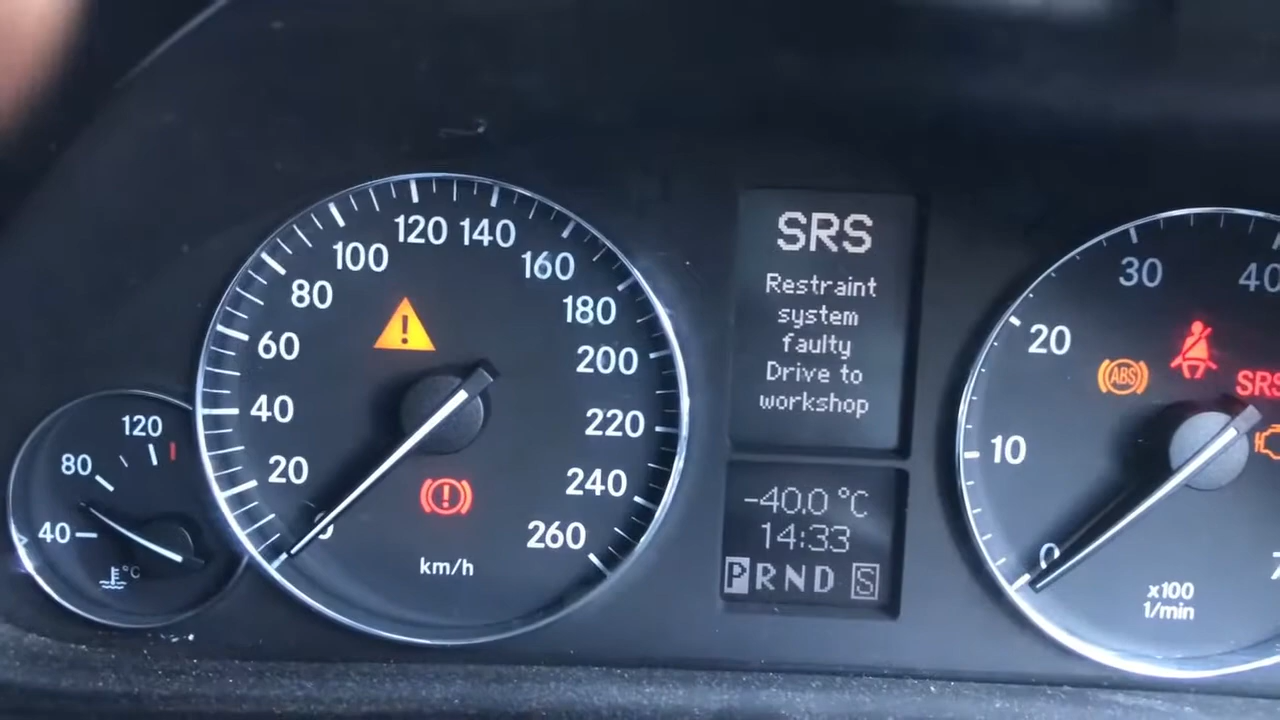 120
80
40
°C
120 140
100
160
80
180
60
200
40
220
20
240
0
260
km/h
SRS
Restraint
system
faulty
Drive to
workshop
-40.0 °C
14:33
P R N D S
30
40
20
ABS
SRS
10
0
7
x100
1/min